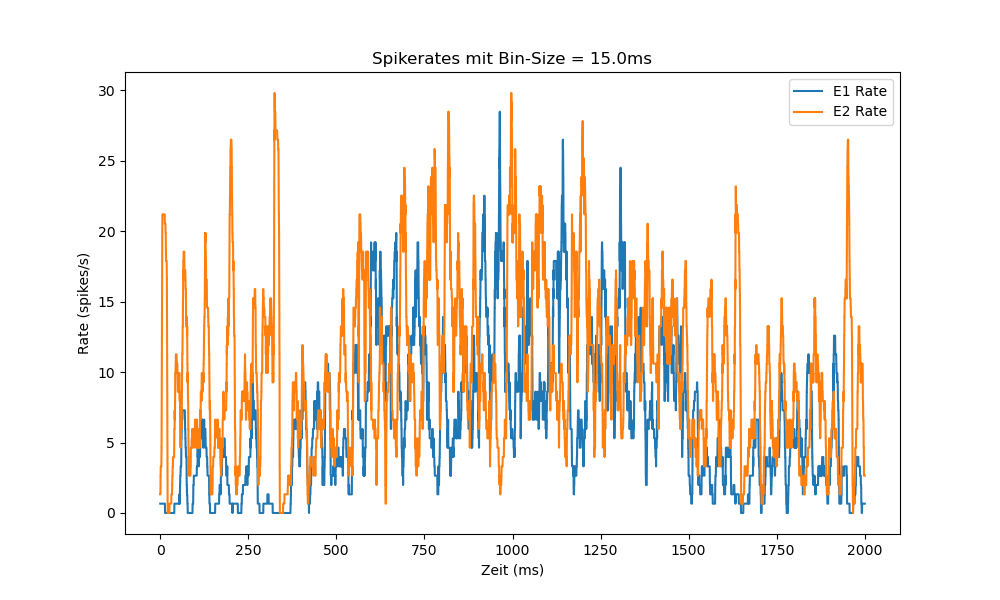 Spikerates mit Bin-Size = 15.0ms
E1 Rate
E2 Rate
Rate (spikes/s)
30
25
20
15
10
5
0
0 250 500 750 1000 1250 1500 1750 2000
Zeit (ms)